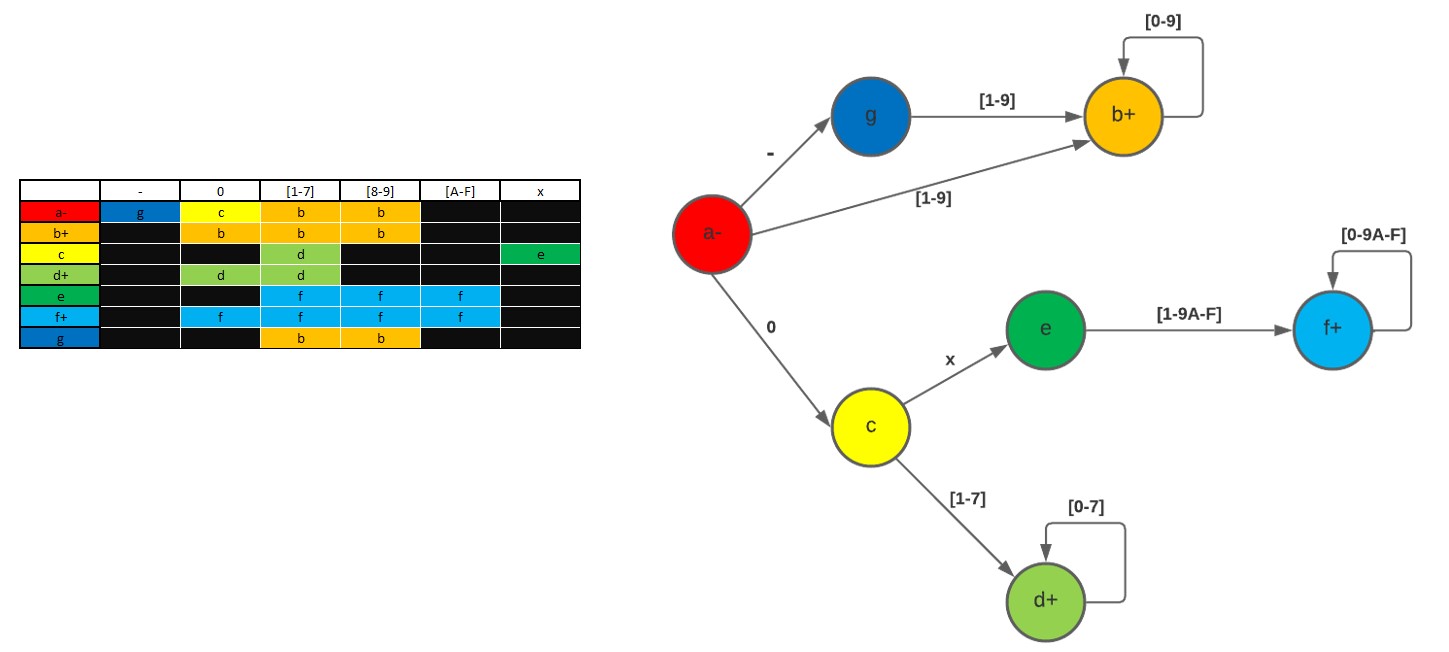 - 0 [1-7] [8-9] [A-F] x
a- g c b b
b+ b b b
c d e
d+ d d
e f f f
f+ f f f f
g b b
[0-9]
g [1-9] b+
-
[1-9]
a-
[0-9A-F]
0
e [1-9A-F] f+
x
c
[1-7] [0-7]
d+